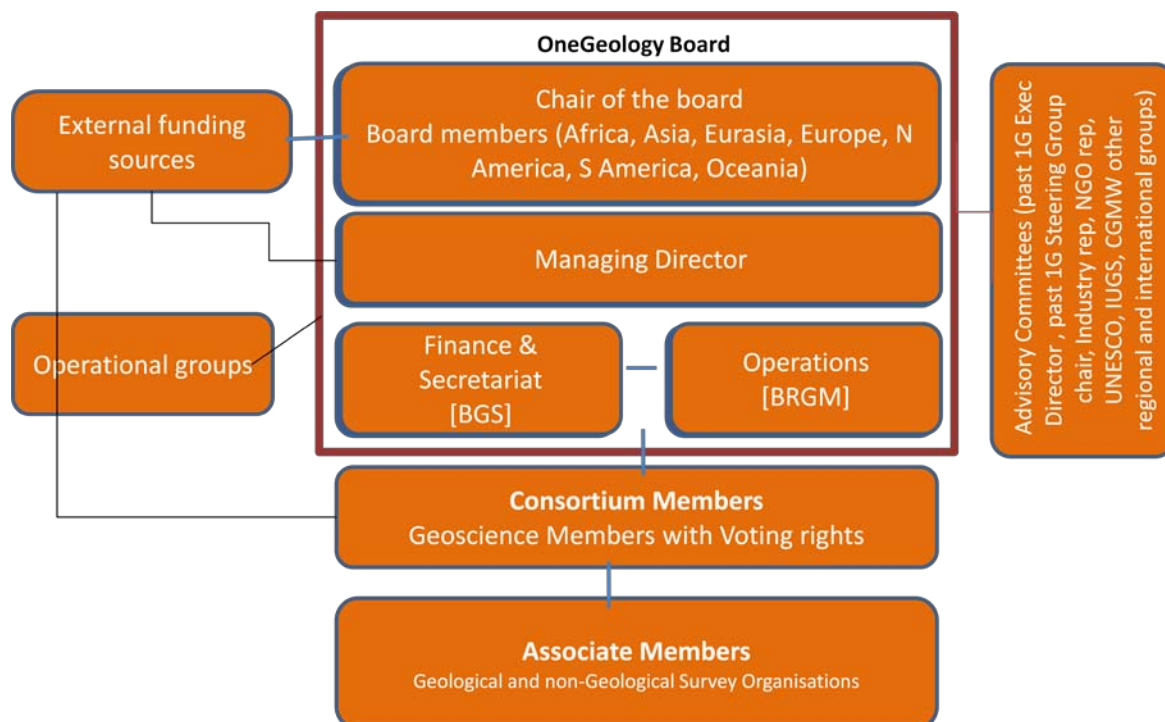 OneGeology Board
Chair of the board
Board members (Africa, Asia, Eurasia, Europe, N
America, S America, Oceania)
External funding
sources
Managing Director
Operational groups
Finance &
Secretariat
[BGS]
Operations
[BRGM]
Consortium Members
Geoscience Members with Voting rights
Associate Members
Geological and non-Geological Survey Organisations
Advisory Committees (past 1G Exec
Director , past 1G Steering Group
chair, Industry rep, NGO rep,
UNESCO, IUGS, CGMW other
regional and international groups)